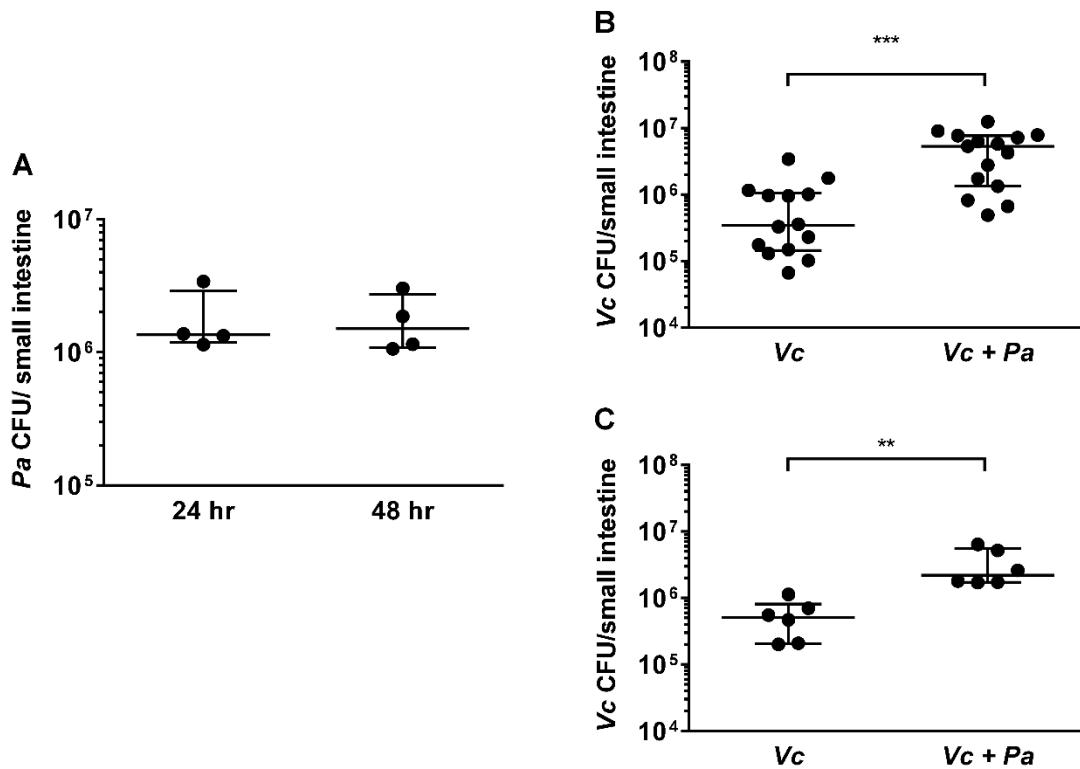 A
Pa CFU/ small intestine
10⁷
10⁶
10⁵
24 hr 48 hr
B
***
Vc CFU/small intestine
10⁸
10⁷
10⁶
10⁵
10⁴
Vc Vc + Pa
C
**
Vc CFU/small intestine
10⁸
10⁷
10⁶
10⁵
10⁴
Vc Vc + Pa